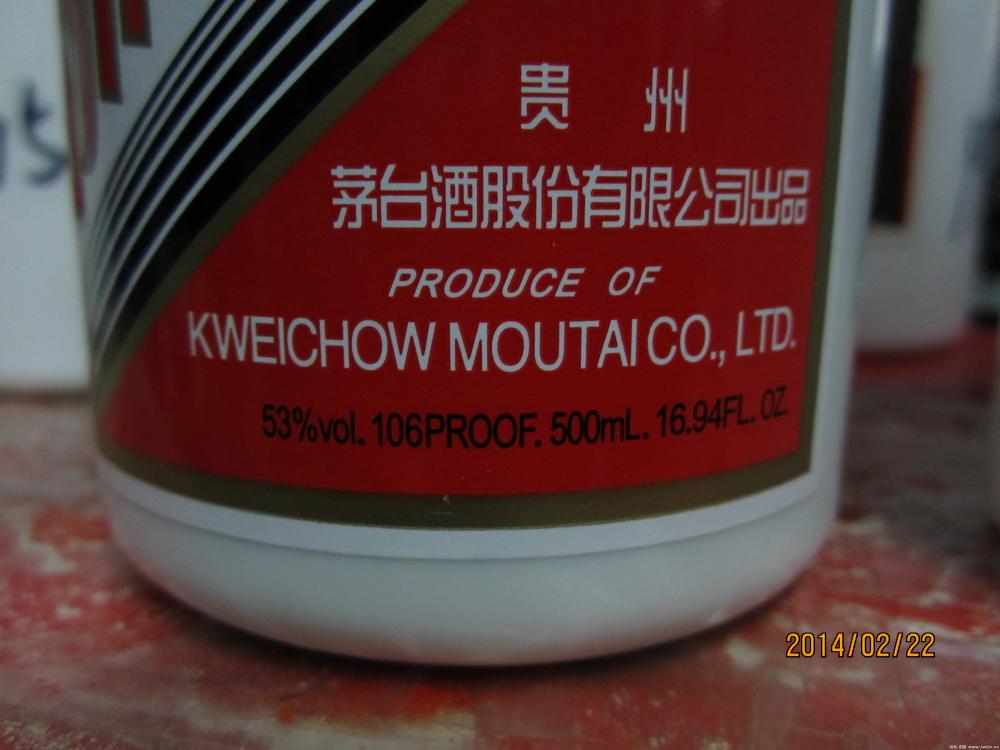 贵 州
茅台酒股份有限公司出品
PRODUCE OF
KWEICHOW MOUTAI CO., LTD.
53%vol. 106PROOF. 500mL. 16.94FL. OZ.
2014/02/22